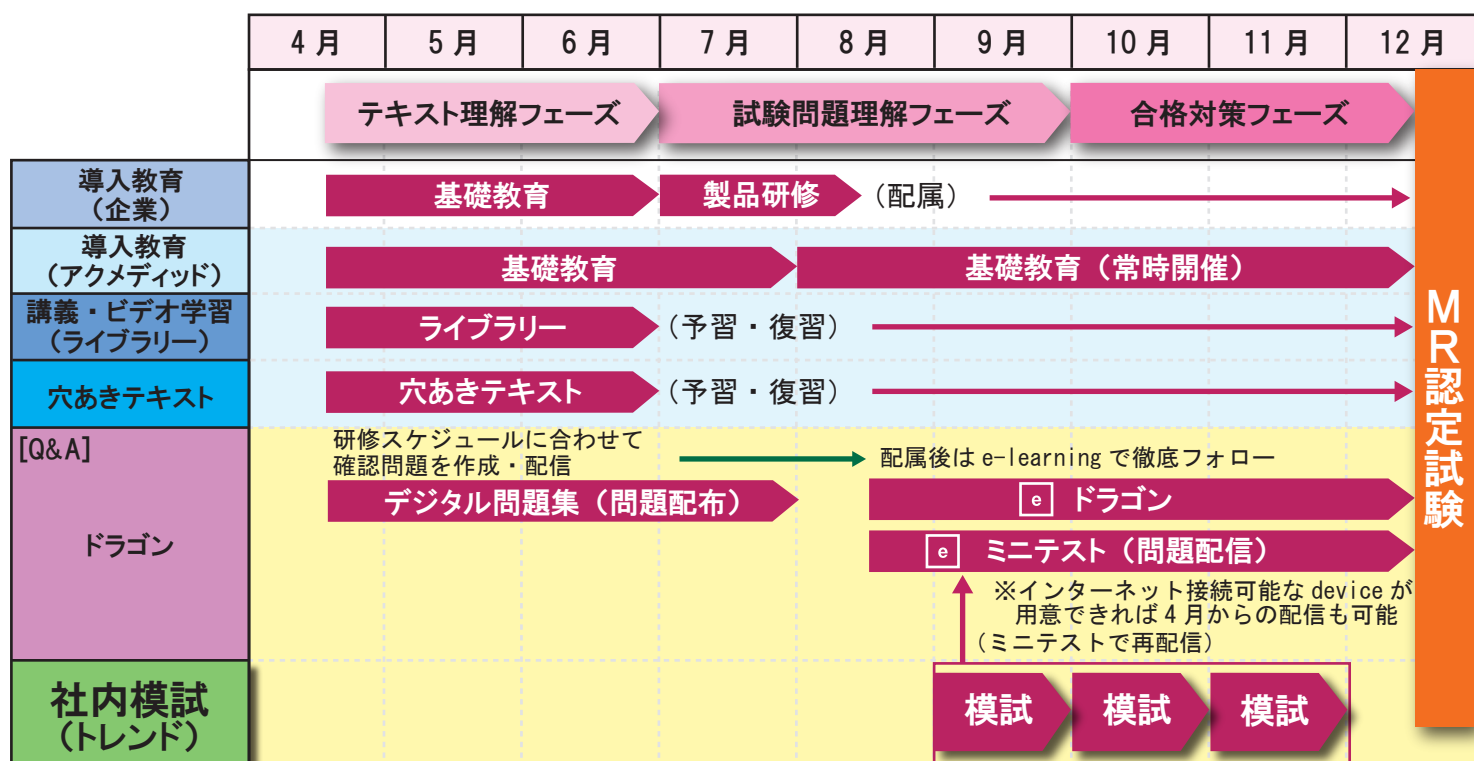 4月 5月 6月 7月 8月 9月 10月 11月 12月
テキスト理解フェーズ 試験問題理解フェーズ 合格対策フェーズ
導入教育
（企業）
基礎教育 製品研修 （配属）
導入教育
（アクメディッド）
基礎教育 基礎教育（常時開催）
講義・ビデオ学習
（ライブラリー）
ライブラリー （予習・復習）
穴あきテキスト 穴あきテキスト （予習・復習）
[Q&A]
ドラゴン
研修スケジュールに合わせて
確認問題を作成・配信
配属後は e-learning で徹底フォロー
デジタル問題集（問題配布）
e ドラゴン
e ミニテスト（問題配信）
※インターネット接続可能な device が
用意できれば 4 月からの配信も可能
（ミニテストで再配信）
社内模試
（トレンド）
模試 模試 模試
MR認定試験